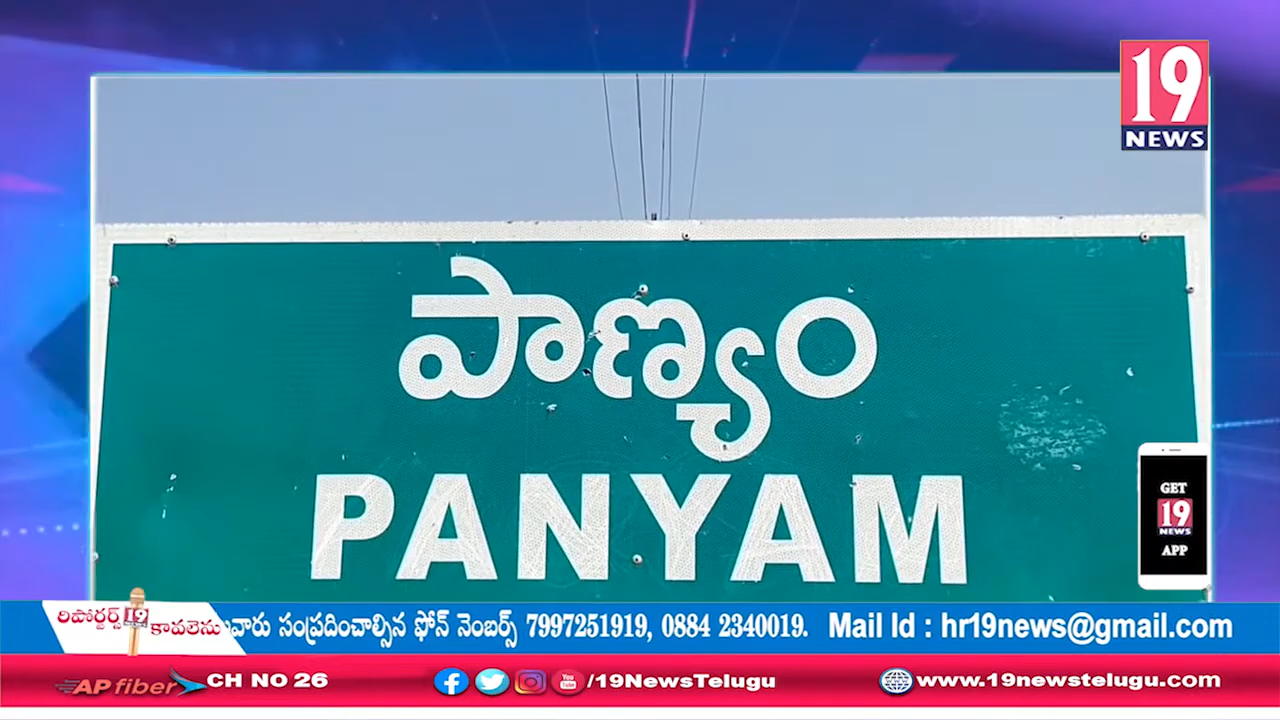 19
NEWS
పాణ్యం
PANYAM
GET
19
NEWS
APP
రిపోర్టర్స్ 19 కావలెను
వారు సంప్రదించాల్సిన ఫోన్ నెంబర్స్ 7997251919, 0884 2340019. Mail Id : hr19news@gmail.com
AP fiber CH NO 26 /19NewsTelugu www.19newstelugu.com